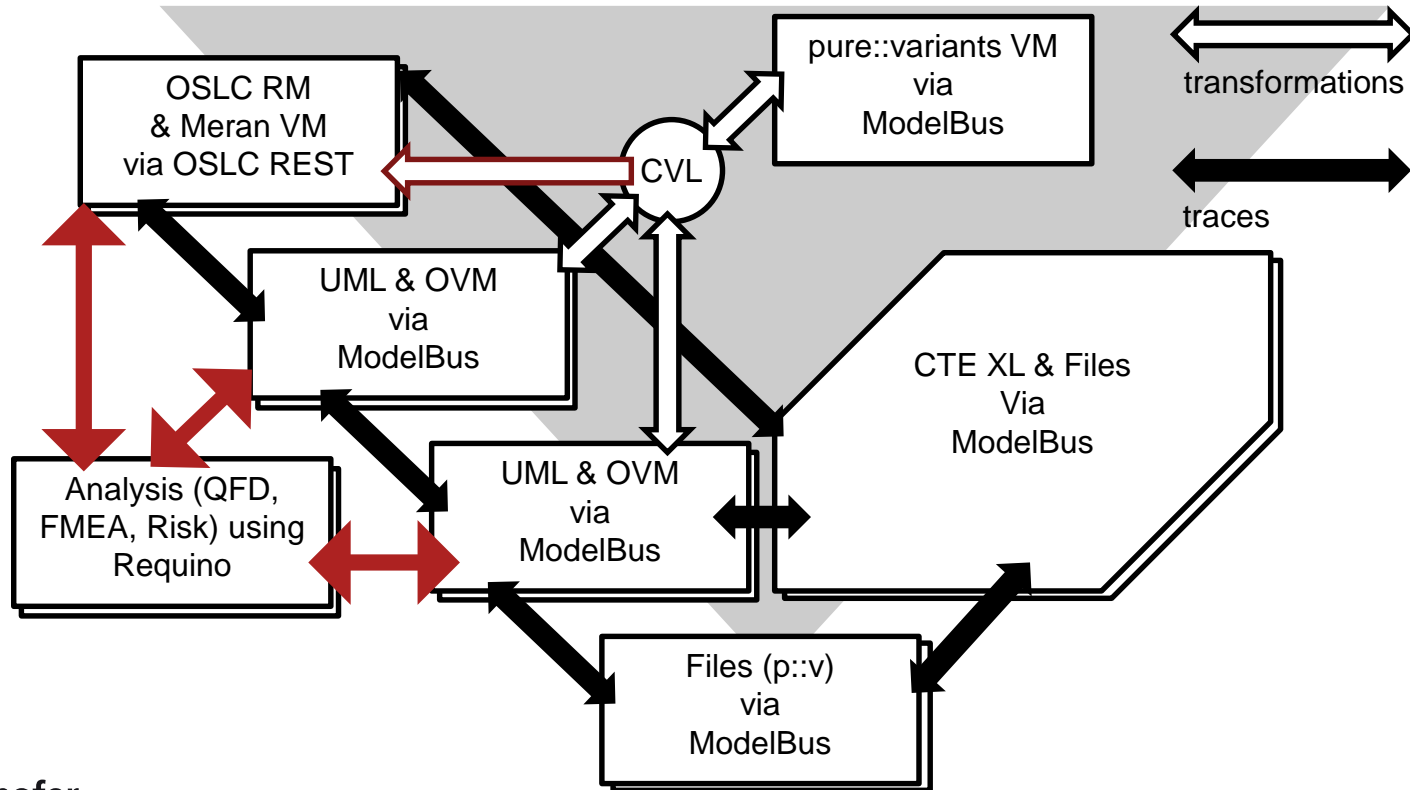 OSLC RM
& Meran VM
via OSLC REST
pure::variants VM
via
ModelBus
transformations
CVL
traces
UML & OVM
via
ModelBus
CTE XL & Files
Via
ModelBus
Analysis (QFD,
FMEA, Risk) using
Requino
UML & OVM
via
ModelBus
Files (p::v)
via
ModelBus